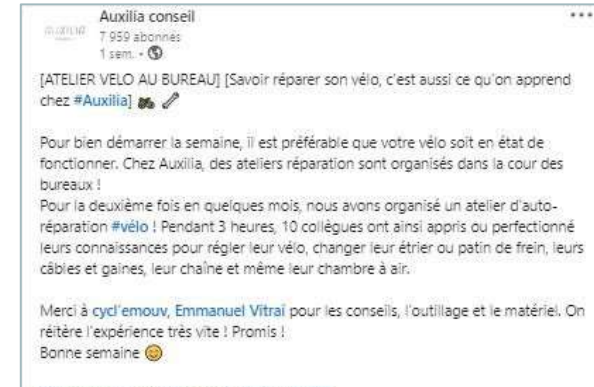 Auxilia conseil
7 959 abonnés
1 sem. •
[ATELIER VELO AU BUREAU] [Savoir réparer son vélo, c'est aussi ce qu'on apprend
chez #Auxilia]
Pour bien démarrer la semaine, il est préférable que votre vélo soit en état de
fonctionner. Chez Auxilia, des ateliers réparation sont organisés dans la cour des
bureaux !
Pour la deuxième fois en quelques mois, nous avons organisé un atelier d'auto-
réparation #vélo ! Pendant 3 heures, 10 collègues ont ainsi appris ou perfectionné
leurs connaissances pour régler leur vélo, changer leur étrier ou patin de frein, leurs
câbles et gaines, leur chaîne et même leur chambre à air.
Merci à cycl'emouv, Emmanuel Vitrai pour les conseils, l'outillage et le matériel. On
réitère l'expérience très vite ! Promis !
Bonne semaine